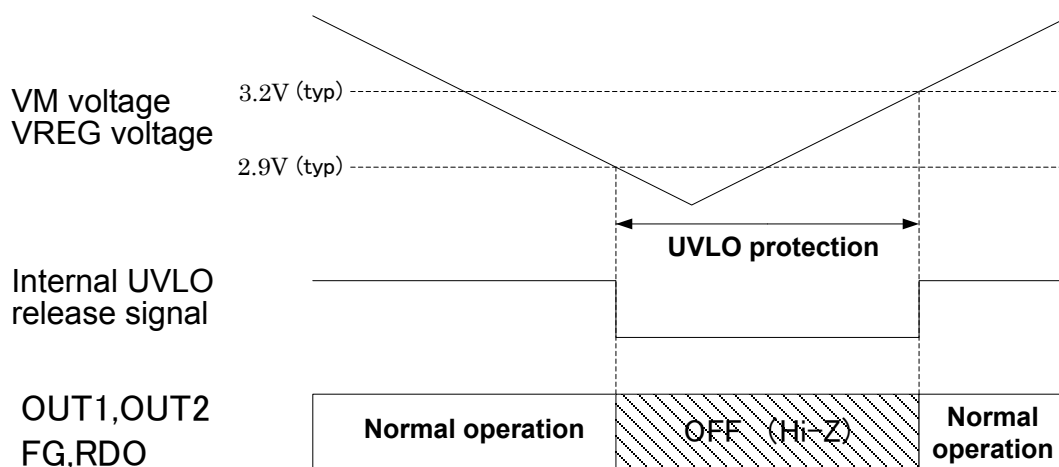 VM voltage
VREG voltage
3.2V (typ)
2.9V (typ)
UVLO protection
Internal UVLO
release signal
OUT1,OUT2
FG,RDO
Normal operation
OFF (Hi-Z)
Normal
operation